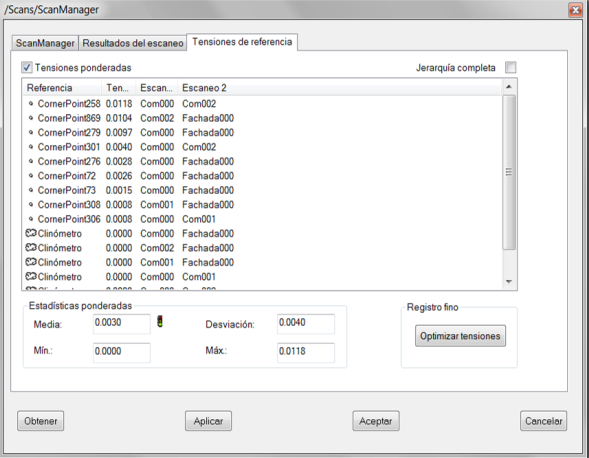 /Scans/ScanManager
ScanManager Resultados del escaneo Tensiones de referencia
Tensiones ponderadas Jerarquía completa
Referencia Ten... Escan... Escaneo 2
CornerPoint258 0.0118 Com000 Com002
CornerPoint869 0.0104 Com002 Fachada000
CornerPoint279 0.0097 Com000 Fachada000
CornerPoint301 0.0040 Com000 Com002
CornerPoint276 0.0028 Com000 Fachada000
CornerPoint72 0.0026 Com000 Fachada000
CornerPoint73 0.0015 Com000 Fachada000
CornerPoint308 0.0008 Com001 Fachada000
CornerPoint306 0.0008 Com000 Com001
Clinómetro 0.0000 Com000 Fachada000
Clinómetro 0.0000 Com002 Fachada000
Clinómetro 0.0000 Com001 Fachada000
Clinómetro 0.0000 Com000 Com001
Estadísticas ponderadas Registro fino
Media: 0.0030 Desviación: 0.0040
Optimizar tensiones
Mín.: 0.0000 Máx.: 0.0118
Obtener Aplicar Aceptar Cancelar